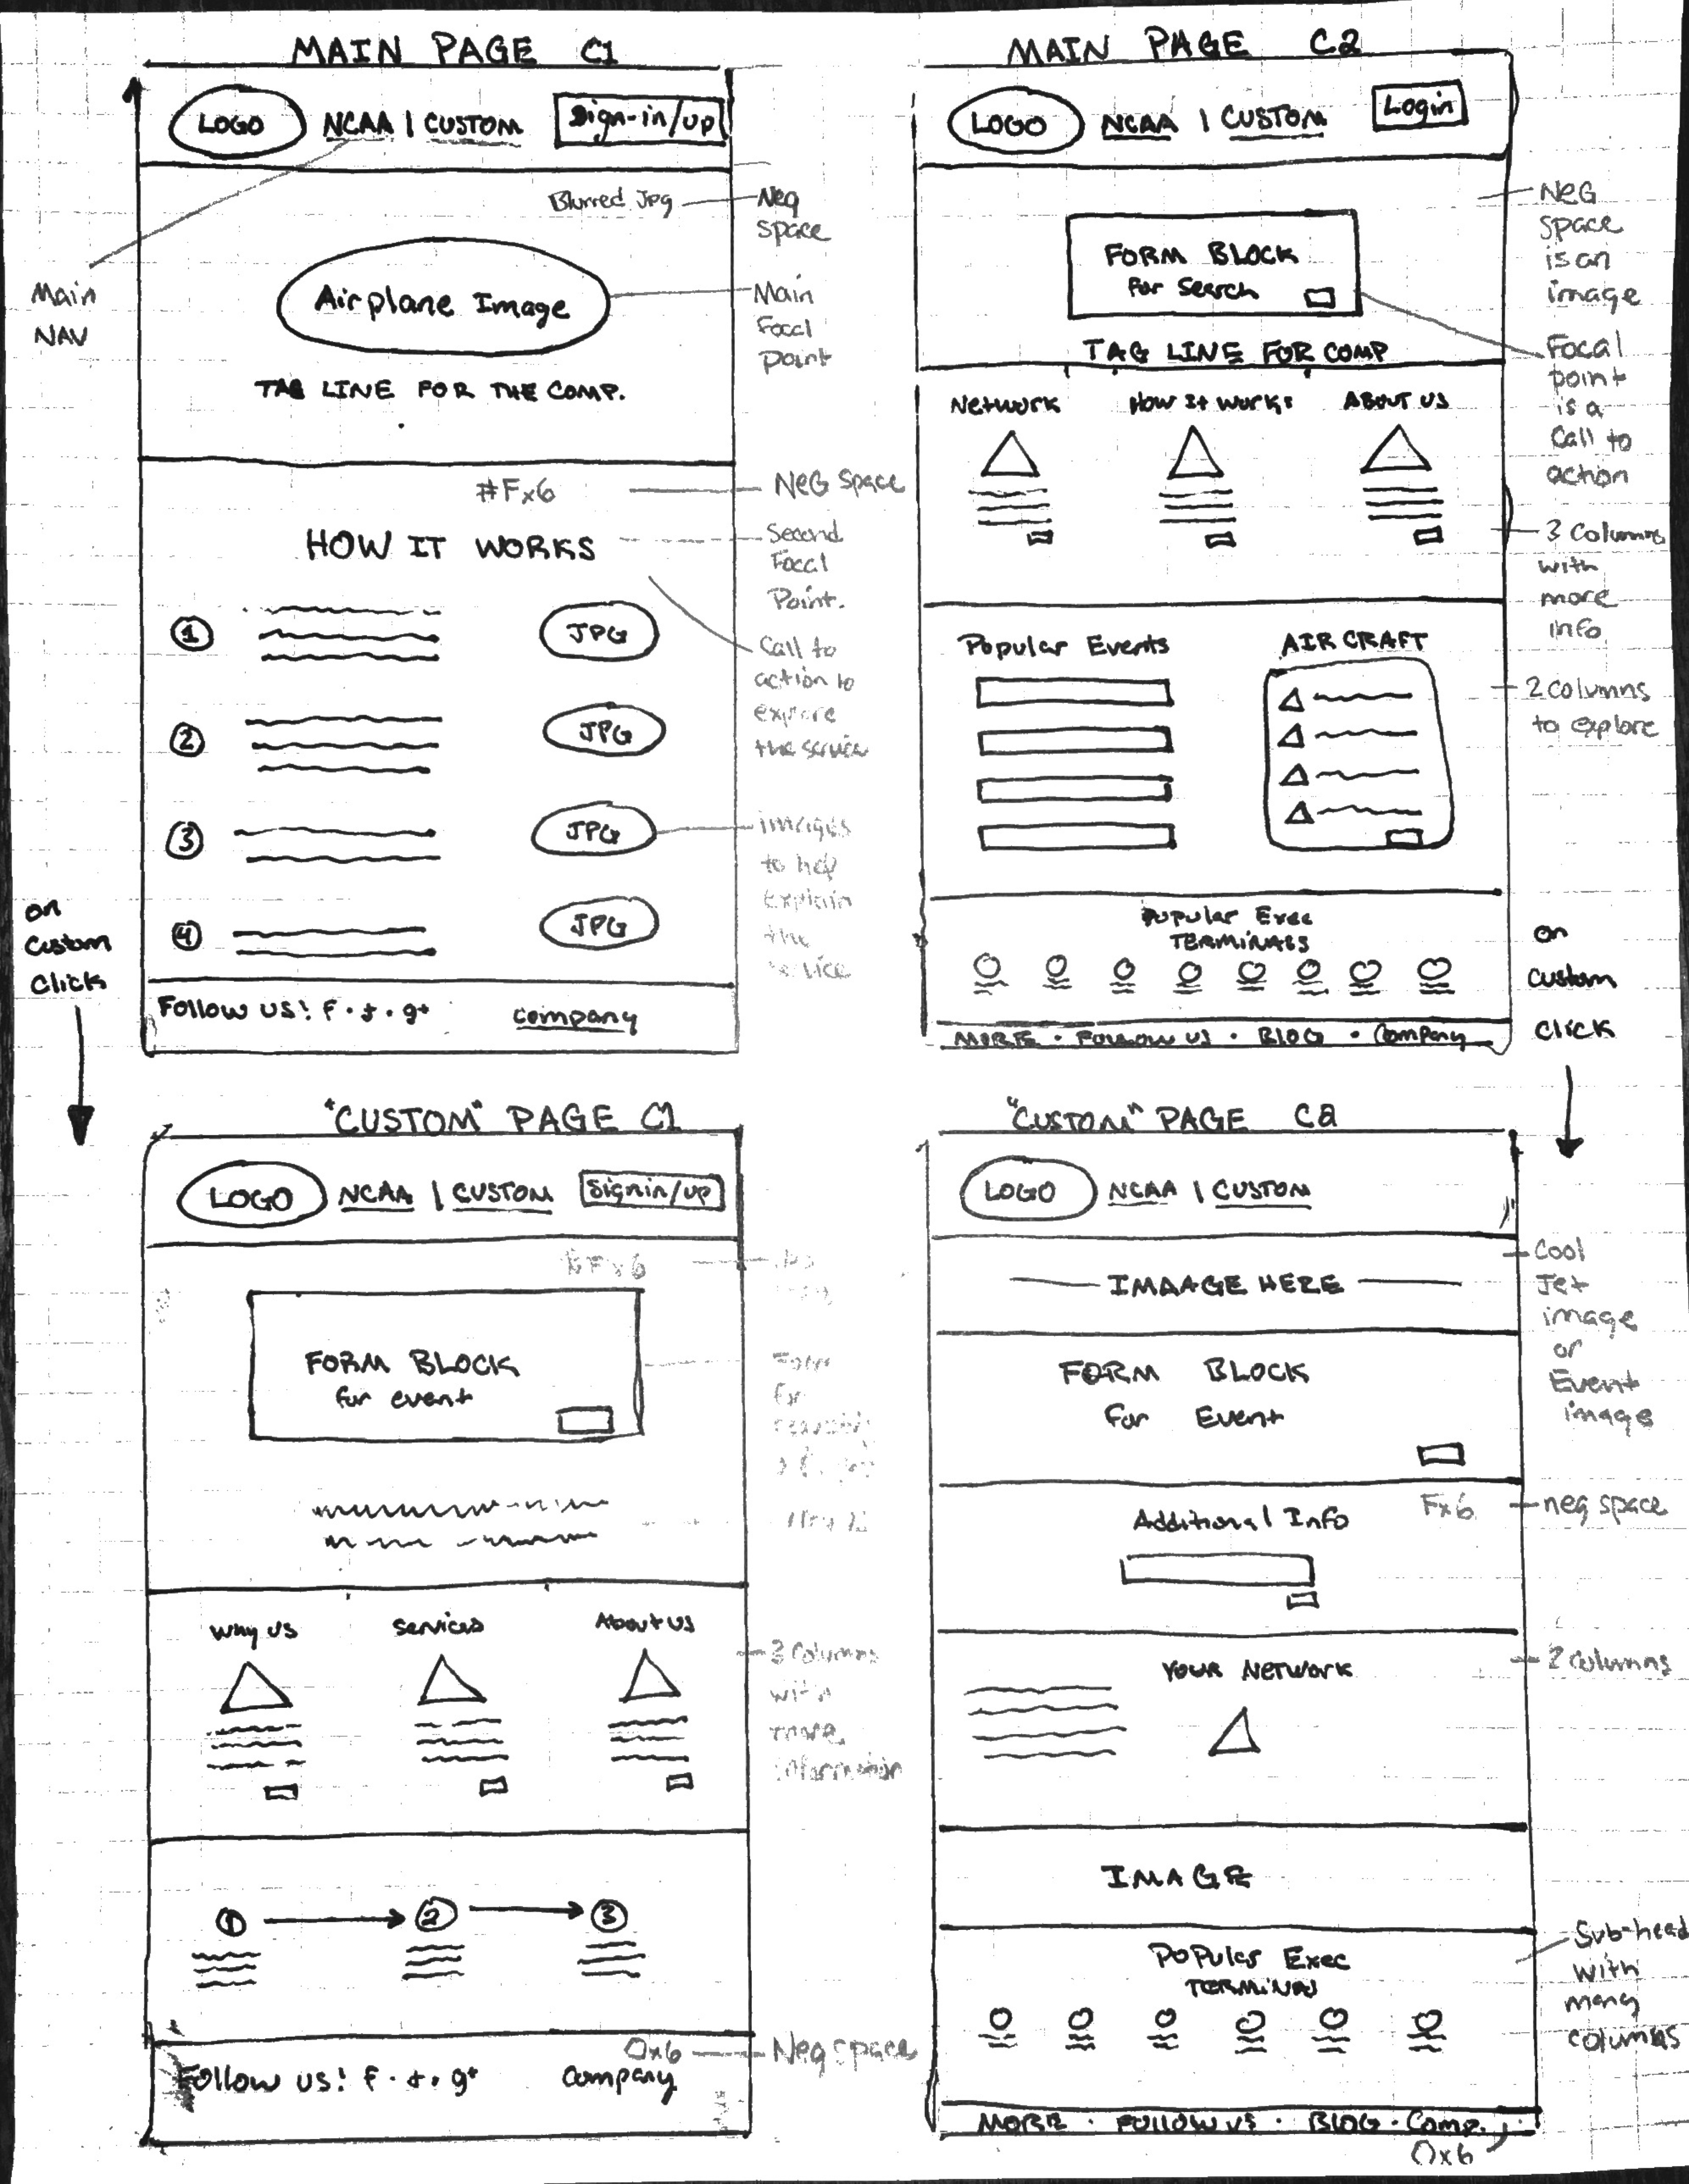 MAIN PAGE C1
LOGO NCAA | CUSTOM Sign-in/up
Main
NAV
Blurred Jpg
Neg
space
Airplane Image
Main
Focal
point
TAG LINE FOR THE COMP.
#Fx6
NEG space
HOW IT WORKS
Second
Focal
Point.
Call to
action to
explore
the service
1
JPG
2
JPG
3
JPG
images
to help
explain
the
4
JPG
Follow us! f · t · g+ company
on
Custom
Click
MAIN PAGE C2
LOGO NCAA | CUSTOM Login
NEG
space
is an
image
FORM BLOCK
For Search
TAG LINE FOR COMP
Focal
point
is a
Call to
action
Network How It Works ABOUT US
3 Columns
with
more
info
Popular Events AIRCRAFT
2 columns
to explore
Popular Exec
TERMINALS
MORE · FOLLOW US · BLOG · Company
on
custom
click
"CUSTOM" PAGE C1
LOGO NCAA | CUSTOM Signin/up
Fx6
FORM BLOCK
for event
Form
Why US Services About US
3 Columns
with
more
information
1 2 3
0x6
Neg space
Follow us! f · t · g+ Company
"CUSTOM" PAGE C2
LOGO NCAA | CUSTOM
IMAAGE HERE
Cool
Jet
image
or
Event
image
FORM BLOCK
For Event
Additional Info
Fx6
neg space
YOUR NETWORK
2 columns
IMAGE
Popular Exec
TERMINAL
Sub-head
with
many
columns
MORE · FOLLOW US · BLOG · Comp.
0x6